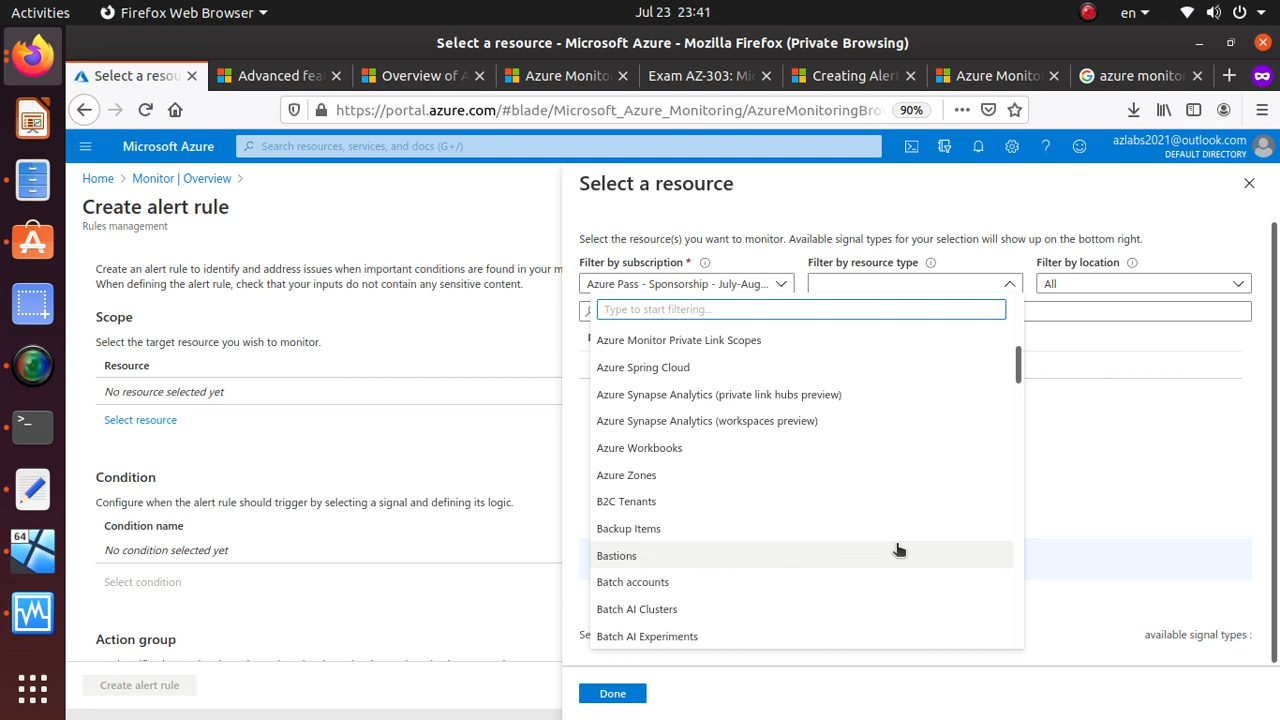 Activities
Firefox Web Browser
Jul 23 23:41
en
Select a resource - Microsoft Azure - Mozilla Firefox (Private Browsing)
Select a resou
Advanced fea
Overview of A
Azure Monito
Exam AZ-303: Mic
Creating Alert
Azure Monito
azure monitor
https://portal.azure.com/#blade/Microsoft_Azure_Monitoring/AzureMonitoringBro
90%
Microsoft Azure
Search resources, services, and docs (G+/)
azlabs2021@outlook.com
DEFAULT DIRECTORY
Home
Monitor | Overview
Create alert rule
Rules management
Create an alert rule to identify and address issues when important conditions are found in your m
When defining the alert rule, check that your inputs do not contain any sensitive content.
Scope
Select the target resource you wish to monitor.
Resource
No resource selected yet
Select resource
Condition
Configure when the alert rule should trigger by selecting a signal and defining its logic.
Condition name
No condition selected yet
Select condition
Action group
Create alert rule
Select a resource
Select the resource(s) you want to monitor. Available signal types for your selection will show up on the bottom right.
Filter by subscription *
Filter by resource type
Filter by location
Azure Pass - Sponsorship - July-Aug...
All
Type to start filtering...
Azure Monitor Private Link Scopes
Azure Spring Cloud
Azure Synapse Analytics (private link hubs preview)
Azure Synapse Analytics (workspaces preview)
Azure Workbooks
Azure Zones
B2C Tenants
Backup Items
Bastions
Batch accounts
Batch AI Clusters
Batch AI Experiments
Se
available signal types :
Done
64